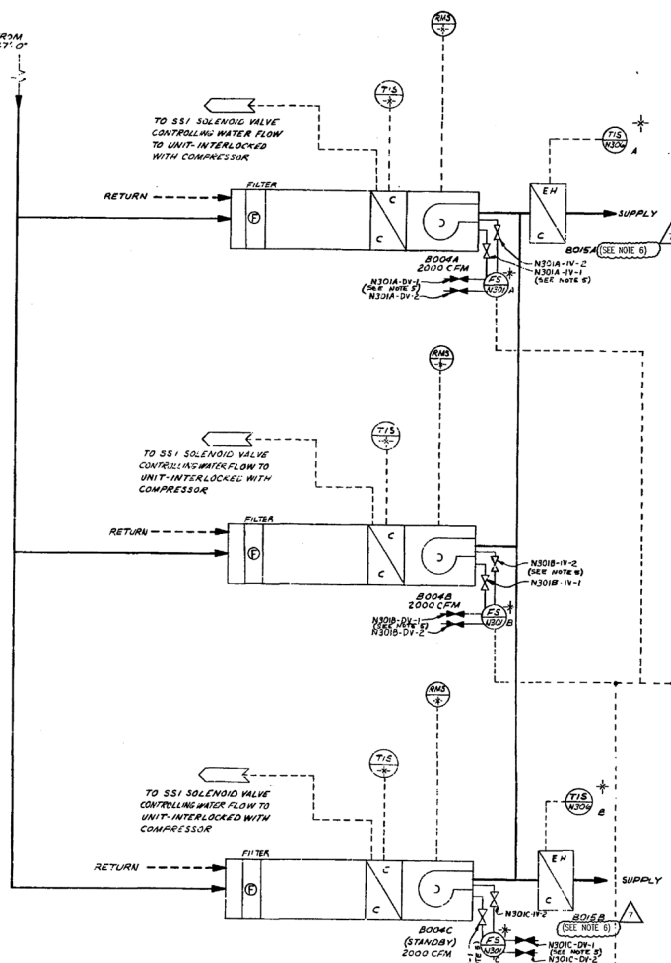 RMS
TIS
TO SSI SOLENOID VALVE
CONTROLLING WATER FLOW
TO UNIT-INTERLOCKED
WITH COMPRESSOR
TIS
N304
A
RETURN
FILTER
F
C
C
EH
C
SUPPLY
B015A (SEE NOTE 6)
B004A
2000 CFM
N301A-IV-2
N301A-IV-1
(SEE NOTE 5)
N301A-DV-1
(SEE NOTE 5)
N301A-DV-2
FS
N301
A
RMS
TIS
TO SSI SOLENOID VALVE
CONTROLLING WATER FLOW TO
UNIT-INTERLOCKED WITH
COMPRESSOR
RETURN
FILTER
F
C
C
B004B
2000 CFM
N301B-IV-2
(SEE NOTE 5)
N301B-IV-1
N301B-DV-1
(SEE NOTE 5)
N301B-DV-2
FS
N301
B
RMS
TIS
TO SSI SOLENOID VALVE
CONTROLLING WATER FLOW TO
UNIT-INTERLOCKED WITH
COMPRESSOR
TIS
N304
B
RETURN
FILTER
F
C
C
EH
C
SUPPLY
B015B
(SEE NOTE 6)
7
B004C
(STANDBY)
2000 CFM
N301C-IV-2
FS
N301
C
N301C-DV-1
(SEE NOTE 5)
N301C-DV-2